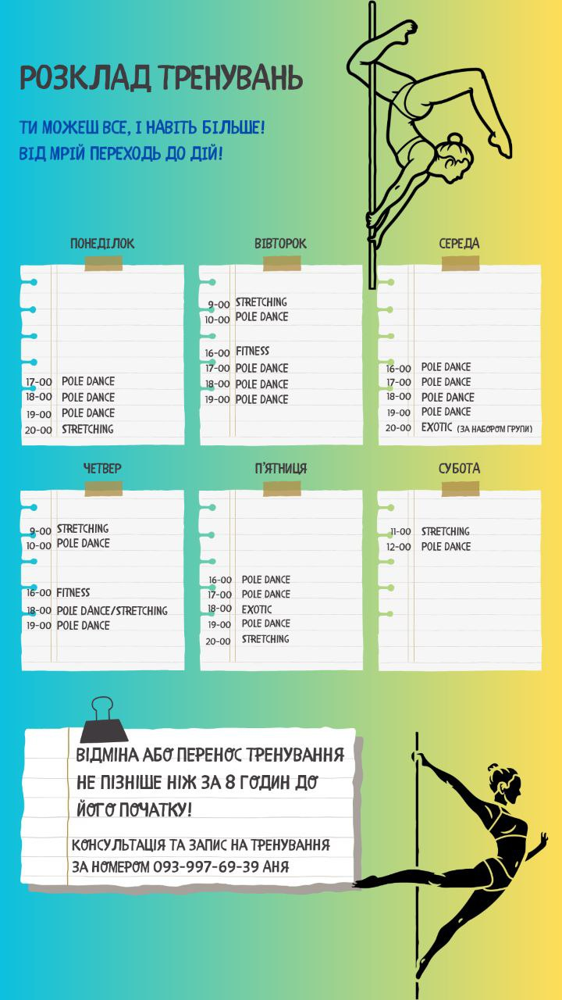 РОЗКЛАД ТРЕНУВАНЬ
ТИ МОЖЕШ ВСЕ, І НАВІТЬ БІЛЬШЕ!
ВІД МРІЙ ПЕРЕХОДЬ ДО ДІЙ!
ПОНЕДІЛОК
17-00 POLE DANCE
18-00 POLE DANCE
19-00 POLE DANCE
20-00 STRETCHING
ВІВТОРОК
9-00 STRETCHING
10-00 POLE DANCE
16-00 FITNESS
17-00 POLE DANCE
18-00 POLE DANCE
19-00 POLE DANCE
СЕРЕДА
16-00 POLE DANCE
17-00 POLE DANCE
18-00 POLE DANCE
19-00 POLE DANCE
20-00 EXOTIC (ЗА НАБОРОМ ГРУПИ)
ЧЕТВЕР
9-00 STRETCHING
10-00 POLE DANCE
16-00 FITNESS
18-00 POLE DANCE/STRETCHING
19-00 POLE DANCE
П'ЯТНИЦЯ
16-00 POLE DANCE
17-00 POLE DANCE
18-00 EXOTIC
19-00 POLE DANCE
20-00 STRETCHING
СУБОТА
11-00 STRETCHING
12-00 POLE DANCE
ВІДМІНА АБО ПЕРЕНОС ТРЕНУВАННЯ
НЕ ПІЗНІШЕ НІЖ ЗА 8 ГОДИН ДО
ЙОГО ПОЧАТКУ!
КОНСУЛЬТАЦІЯ ТА ЗАПИС НА ТРЕНУВАННЯ
ЗА НОМЕРОМ 093-997-69-39 АНЯ